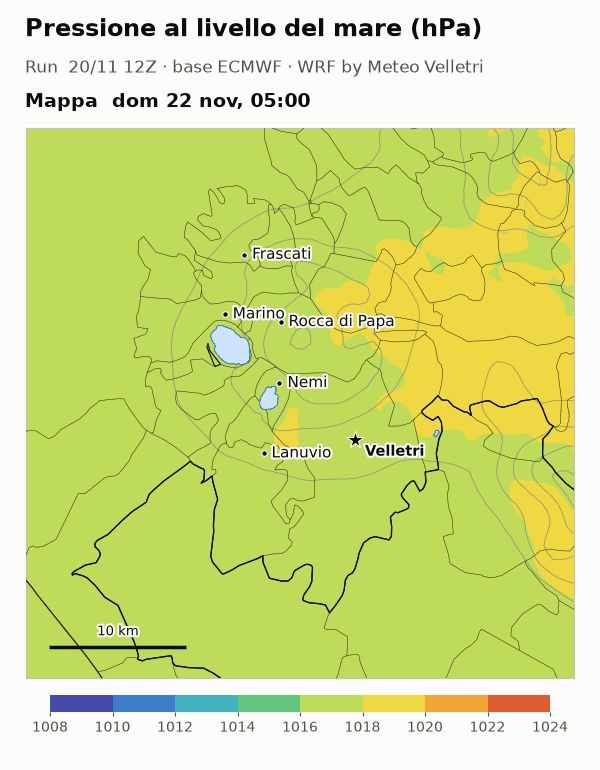 Pressione al livello del mare (hPa)
Run  20/11 12Z · base ECMWF · WRF by Meteo Velletri
Mappa  dom 22 nov, 05:00
Frascati
Marino
Rocca di Papa
Nemi
Velletri
Lanuvio
10 km
1008 1010 1012 1014 1016 1018 1020 1022 1024